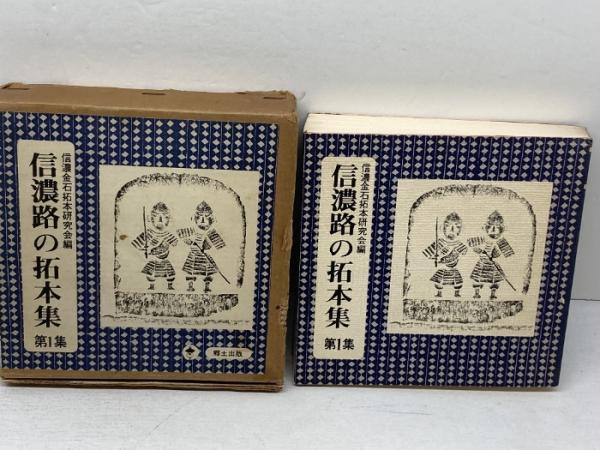 信濃金石拓本研究会編
信濃路の拓本集
第1集
郷土出版
信濃金石拓本研究会編
信濃路の拓本集
第1集